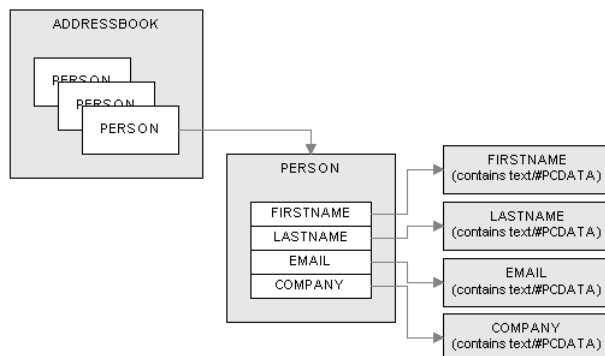 ADDRESSBOOK
PERSON
PERSON
PERSON
PERSON
FIRSTNAME
LASTNAME
EMAIL
COMPANY
FIRSTNAME
(contains text/#PCDATA)
LASTNAME
(contains text/#PCDATA)
EMAIL
(contains text/#PCDATA)
COMPANY
(contains text/#PCDATA)